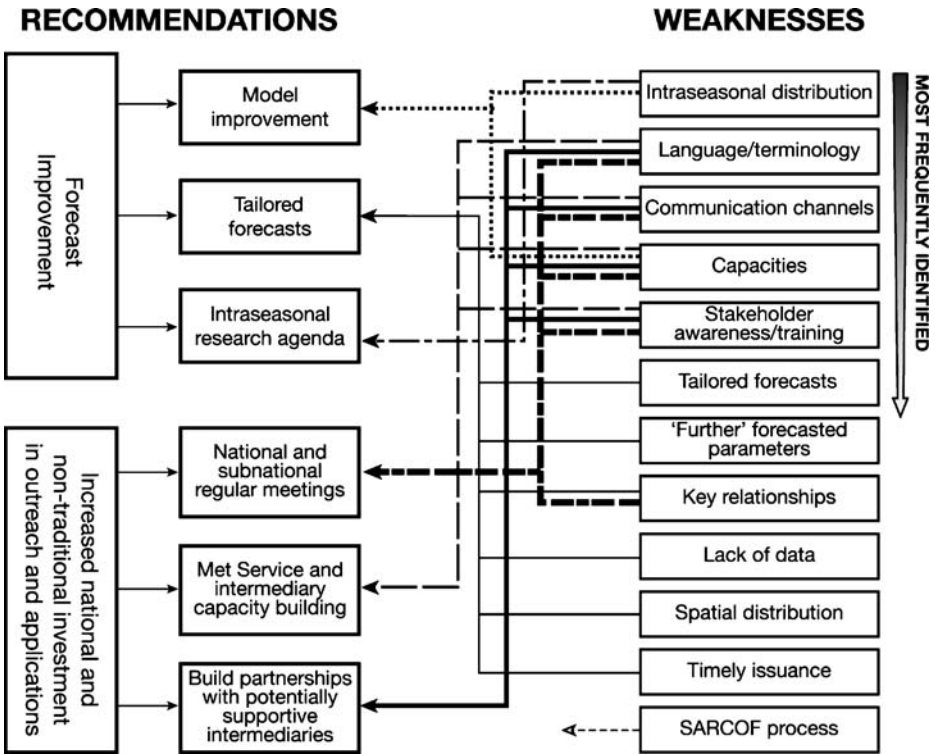 RECOMMENDATIONS
WEAKNESSES
Forecast
Improvement
Model
improvement
Tailored
forecasts
Intraseasonal
research agenda
Increased national and
non-traditional investment
in outreach and applications
National and
subnational
regular meetings
Met Service and
intermediary
capacity building
Build partnerships
with potentially
supportive
intermediaries
Intraseasonal distribution
Language/terminology
Communication channels
Capacities
Stakeholder
awareness/training
Tailored forecasts
'Further' forecasted
parameters
Key relationships
Lack of data
Spatial distribution
Timely issuance
SARCOF process
MOST FREQUENTLY IDENTIFIED